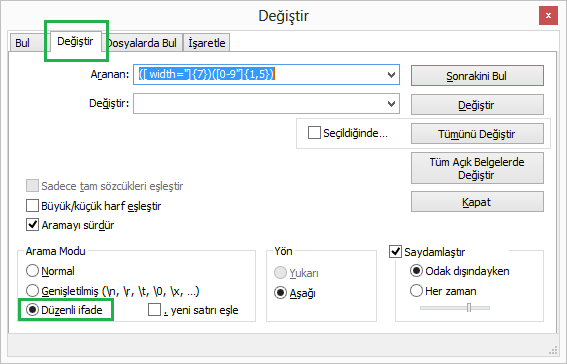 Değiştir
x
Bul
Değiştir
Dosyalarda Bul
İşaretle
Aranan: ([ width="]{7})([0-9"]{1,5})
Sonrakini Bul
Değiştir:
Değiştir
Seçildiğinde...
Tümünü Değiştir
Tüm Açık Belgelerde
Değiştir
Sadece tam sözcükleri eşleştir
Büyük/küçük harf eşleştir
Kapat
Aramayı sürdür
Arama Modu
Yön
Saydamlaştır
Normal
Yukarı
Odak dışındayken
Genişletilmiş (\n, \r, \t, \0, \x, ...)
Aşağı
Her zaman
Düzenli ifade
. yeni satırı eşle